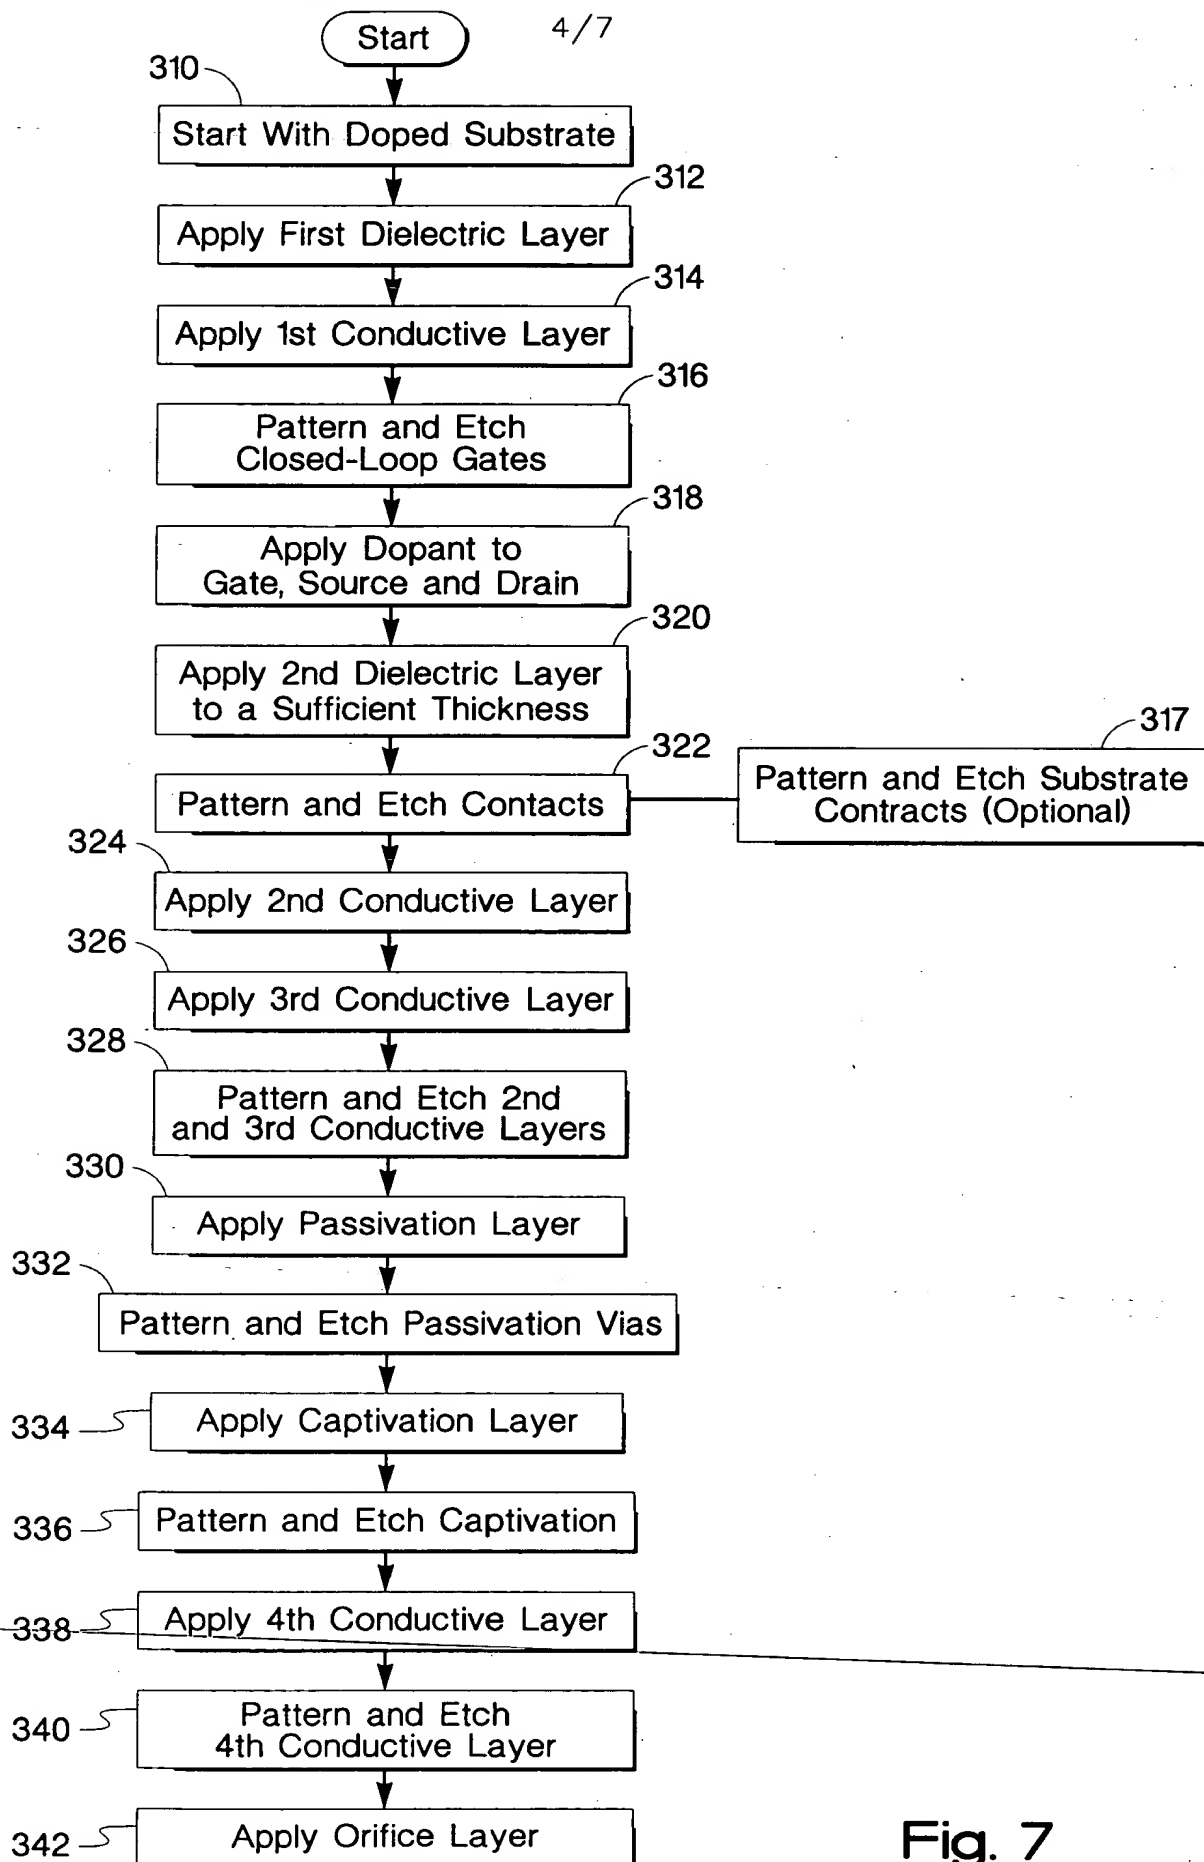 4/7
Start
310
Start With Doped Substrate
312
Apply First Dielectric Layer
314
Apply 1st Conductive Layer
316
Pattern and Etch
Closed-Loop Gates
318
Apply Dopant to
Gate, Source and Drain
320
Apply 2nd Dielectric Layer
to a Sufficient Thickness
322
Pattern and Etch Contacts
317
Pattern and Etch Substrate
Contracts (Optional)
324
Apply 2nd Conductive Layer
326
Apply 3rd Conductive Layer
328
Pattern and Etch 2nd
and 3rd Conductive Layers
330
Apply Passivation Layer
332
Pattern and Etch Passivation Vias
334
Apply Captivation Layer
336
Pattern and Etch Captivation
338
Apply 4th Conductive Layer
340
Pattern and Etch
4th Conductive Layer
342
Apply Orifice Layer
Fig. 7